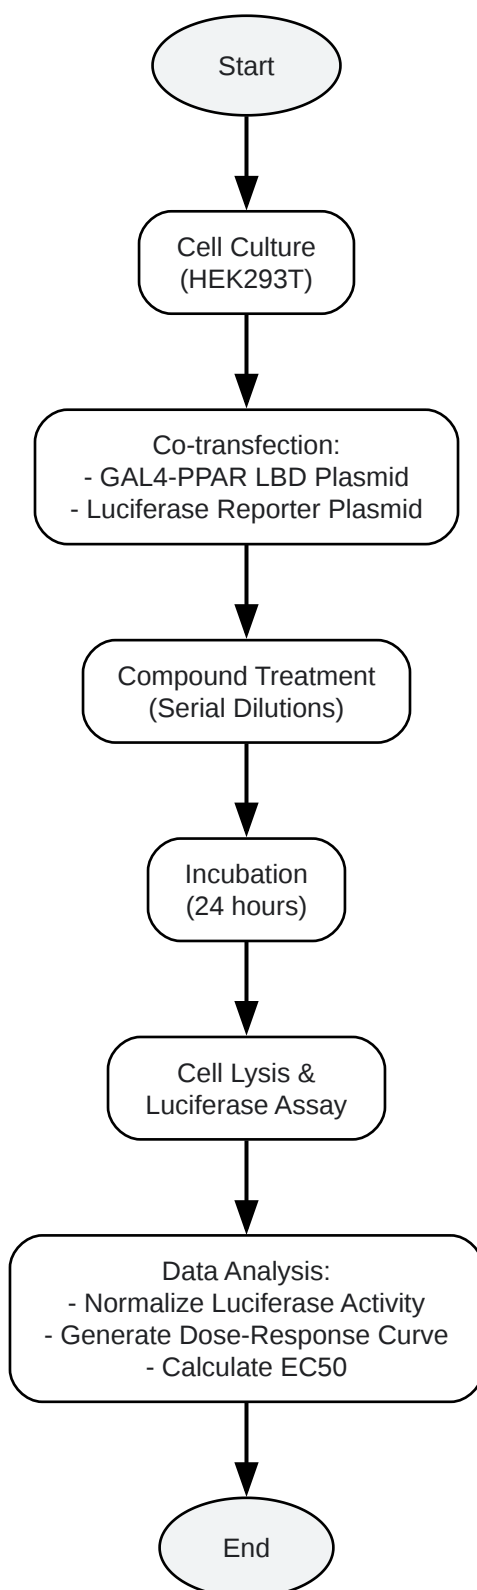 Start
Cell Culture
(HEK293T)
Co-transfection:
- GAL4-PPAR LBD Plasmid
- Luciferase Reporter Plasmid
Compound Treatment
(Serial Dilutions)
Incubation
(24 hours)
Cell Lysis &
Luciferase Assay
Data Analysis:
- Normalize Luciferase Activity
- Generate Dose-Response Curve
- Calculate EC50
End